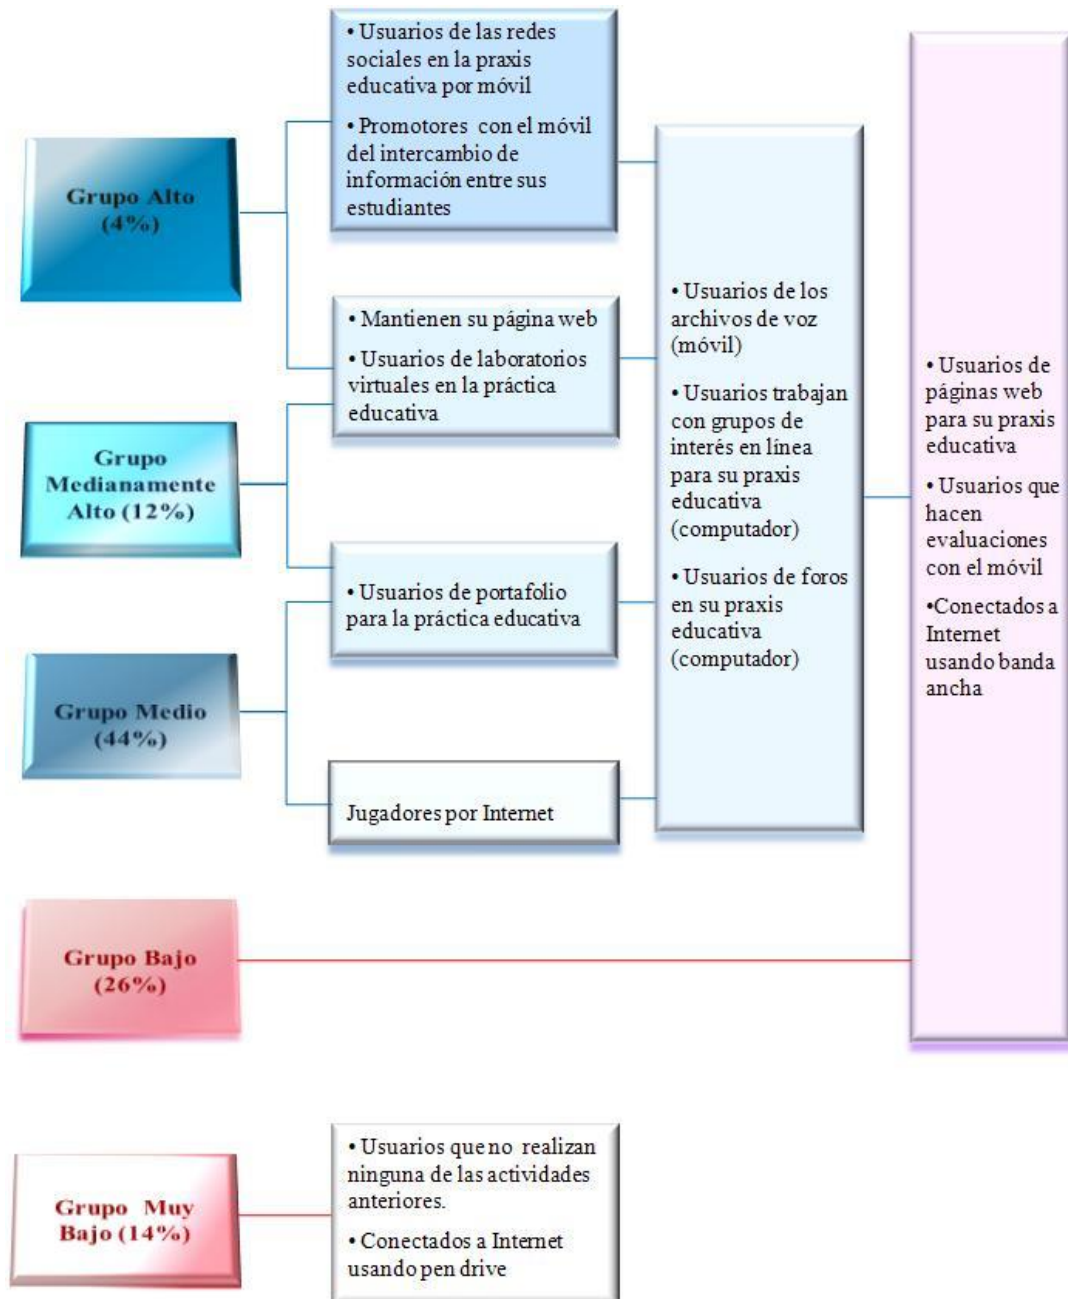 • Usuarios de las redes
sociales en la praxis
educativa por móvil
• Promotores con el móvil
del intercambio de
información entre sus
estudiantes
Grupo Alto
(4%)
• Mantienen su página web
• Usuarios de laboratorios
virtuales en la práctica
educativa
Grupo
Medianamente
Alto (12%)
• Usuarios de portafolio
para la práctica educativa
Grupo Medio
(44%)
Jugadores por Internet
• Usuarios de los
archivos de voz
(móvil)
• Usuarios trabajan
con grupos de
interés en línea
para su praxis
educativa
(computador)
• Usuarios de foros
en su praxis
educativa
(computador)
• Usuarios de
páginas web
para su praxis
educativa
• Usuarios que
hacen
evaluaciones
con el móvil
•Conectados a
Internet
usando banda
ancha
Grupo Bajo
(26%)
Grupo Muy
Bajo (14%)
• Usuarios que no realizan
ninguna de las actividades
anteriores.
• Conectados a Internet
usando pen drive